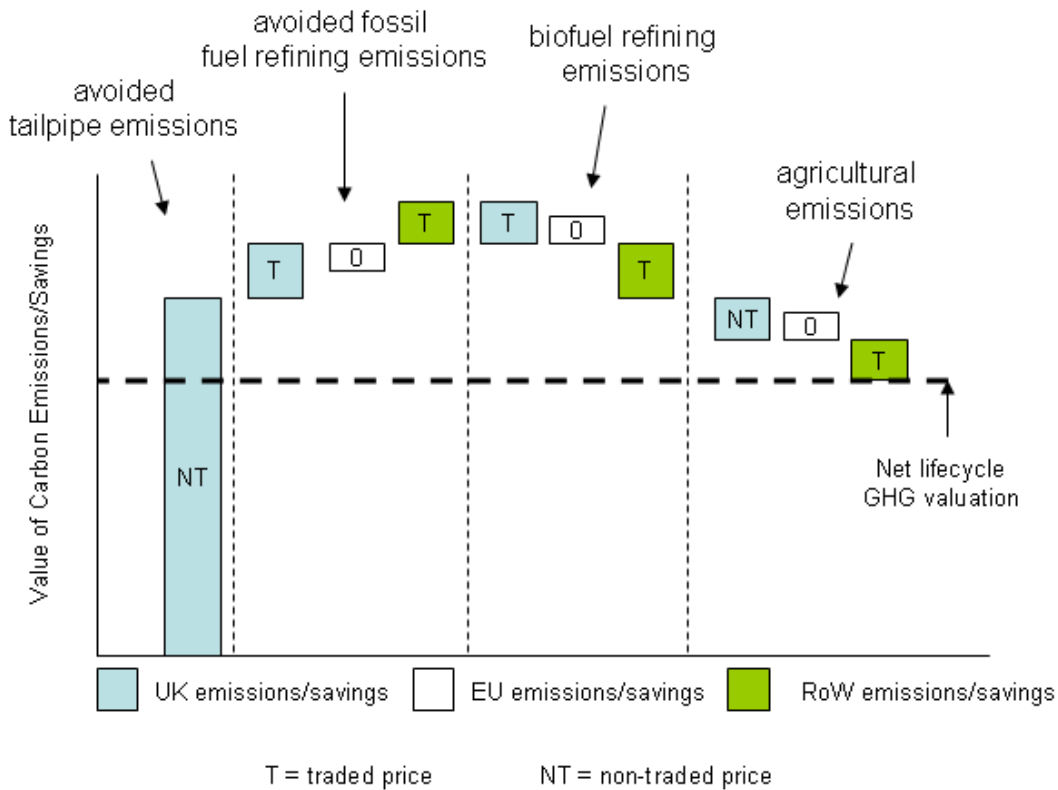 avoided fossil
fuel refining emissions
biofuel refining
emissions
avoided
tailpipe emissions
agricultural
emissions
Value of Carbon Emissions/Savings
T
T
T
0
0
T
T
NT
0
T
NT
Net lifecycle
GHG valuation
UK emissions/savings
EU emissions/savings
RoW emissions/savings
T = traded price
NT = non-traded price